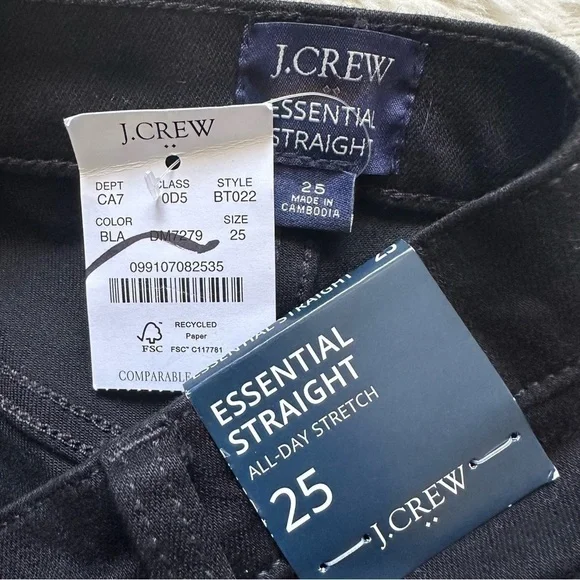 J.CREW
ESSENTIAL
STRAIGHT
25
MADE IN
CAMBODIA
J.CREW
DEPT CLASS STYLE
CA7 0D5 BT022
COLOR SIZE
BLA DM7279 25
099107082535
FSC
RECYCLED
Paper
FSC™ C117781
COMPARABLE
25
ESSENTIAL STRAIGHT
ESSENTIAL
STRAIGHT
ALL-DAY STRETCH
25
J.CREW